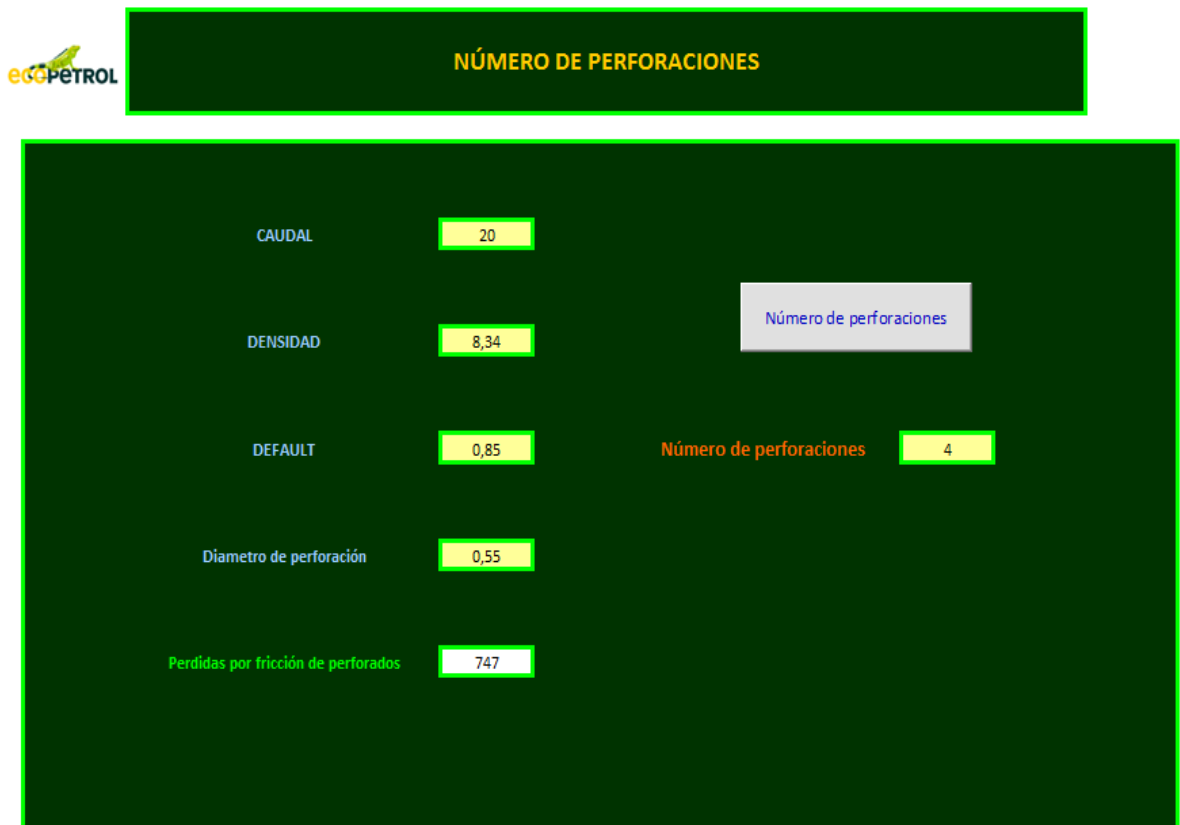 ecoPETROL
NÚMERO DE PERFORACIONES
CAUDAL 20
Número de perforaciones
DENSIDAD 8,34
DEFAULT 0,85 Número de perforaciones 4
Diametro de perforación 0,55
Perdidas por fricción de perforados 747